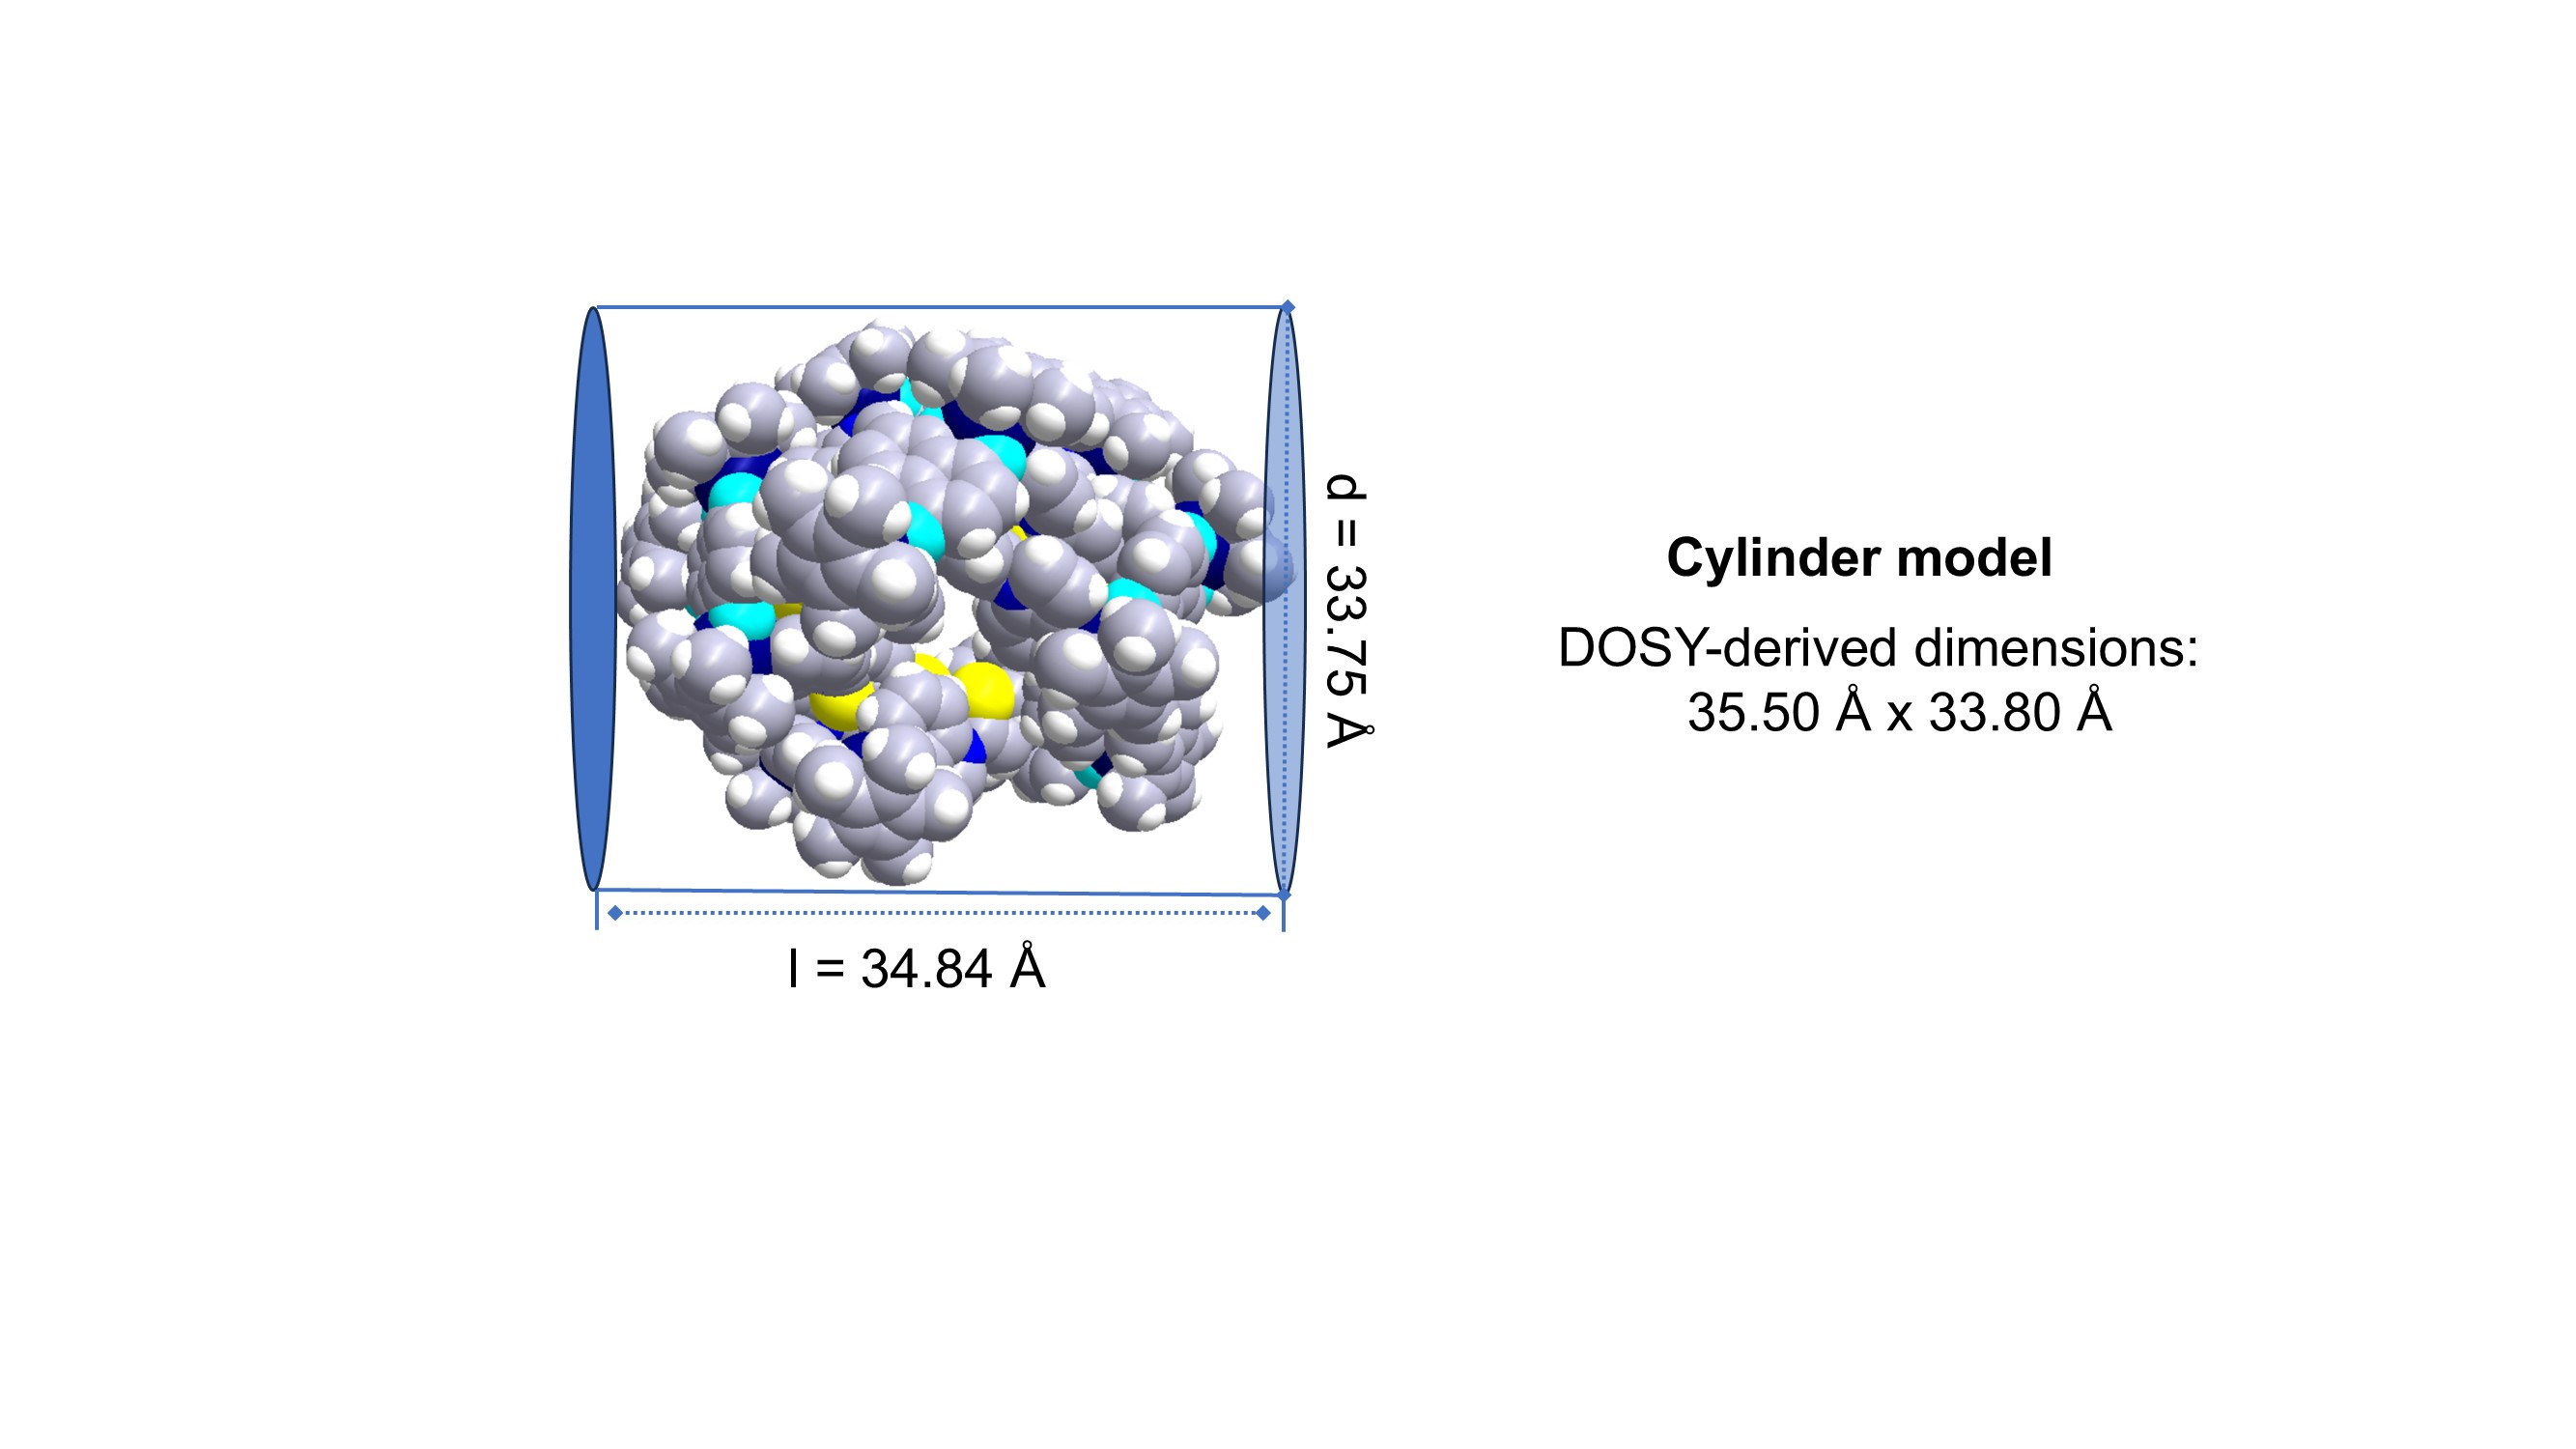 d = 33.75 Å
l = 34.84 Å
Cylinder model
DOSY-derived dimensions:
35.50 Å x 33.80 Å